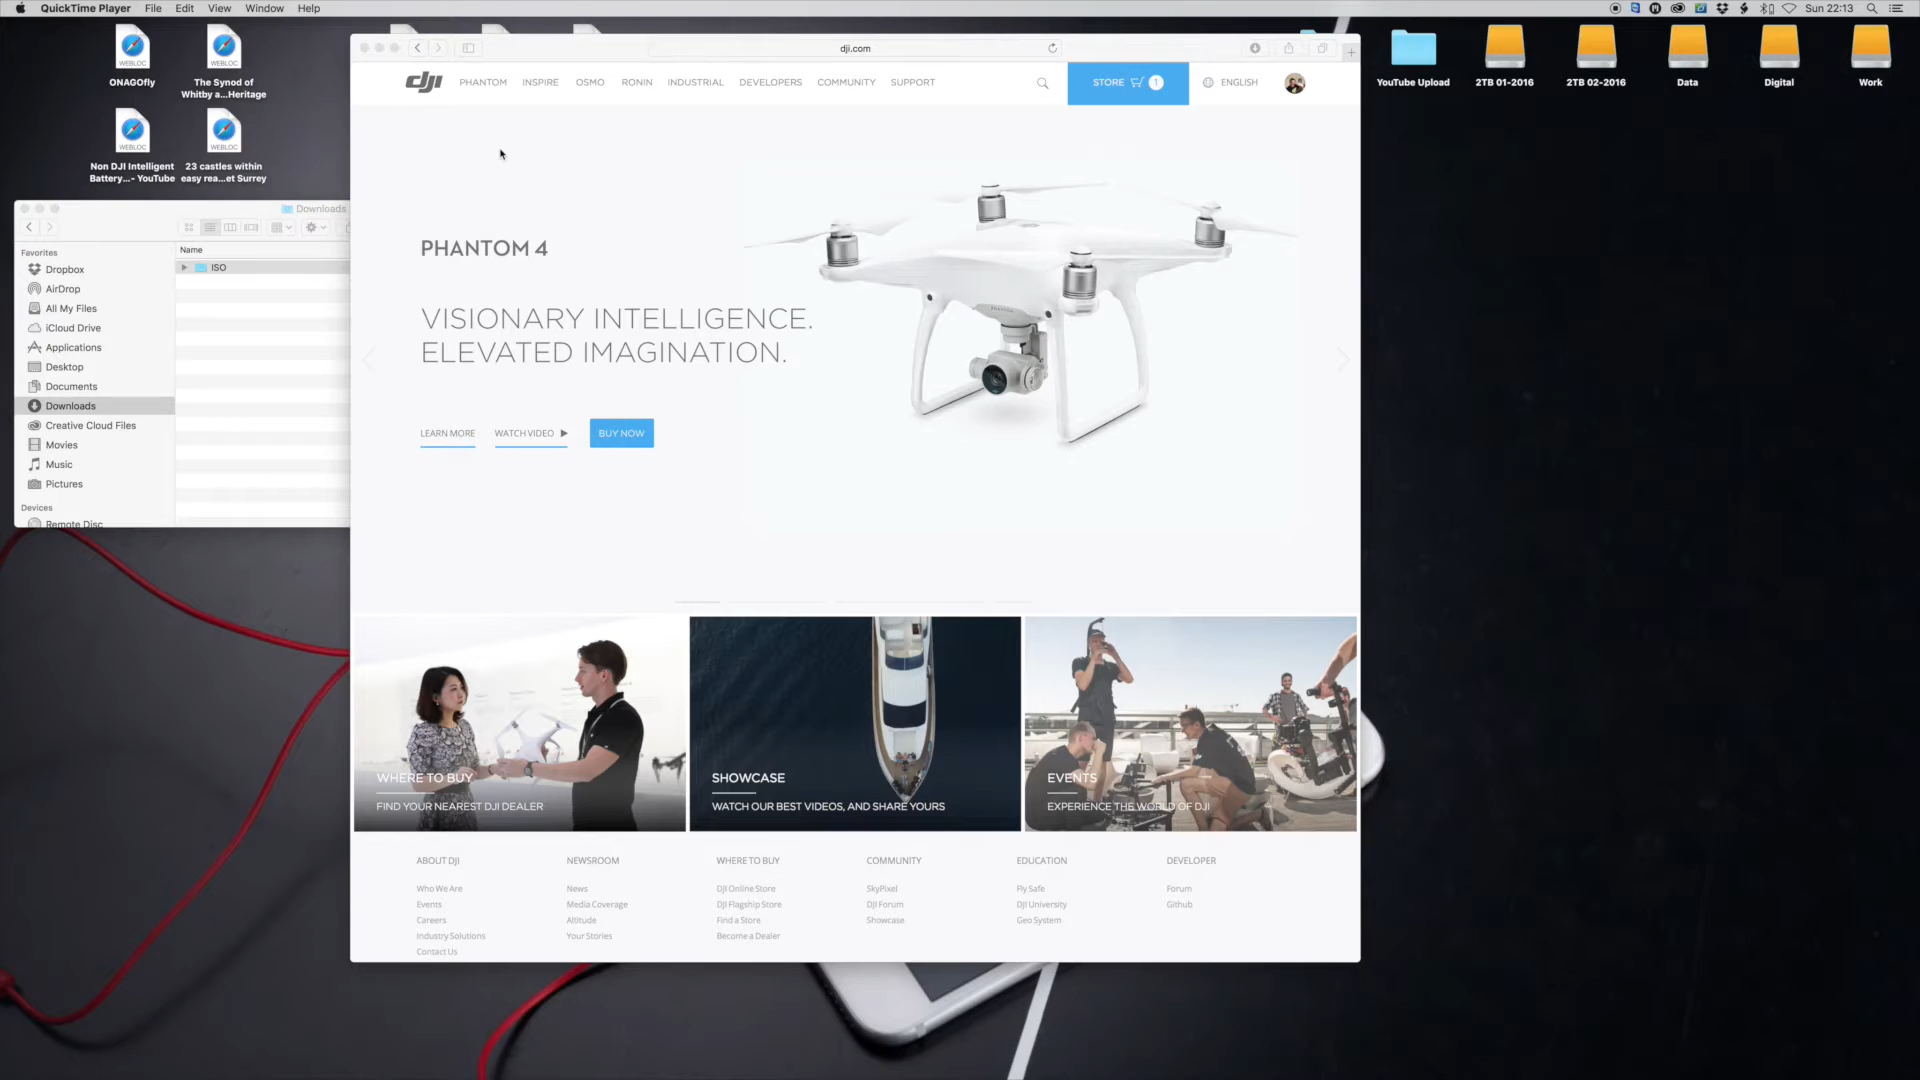 QuickTime Player File Edit View Window Help
Sun 22:13
WEBLOC
ONAGOfly
WEBLOC
The Synod of
Whitby a...Heritage
WEBLOC
Non DJI Intelligent
Battery...- YouTube
WEBLOC
23 castles within
easy rea...et Surrey
YouTube Upload
2TB 01-2016
2TB 02-2016
Data
Digital
Work
Downloads
Favorites
Dropbox
AirDrop
All My Files
iCloud Drive
Applications
Desktop
Documents
Downloads
Creative Cloud Files
Movies
Music
Pictures
Devices
Remote Disc
Name
ISO
dji.com
dji PHANTOM INSPIRE OSMO RONIN INDUSTRIAL DEVELOPERS COMMUNITY SUPPORT
STORE 1 ENGLISH
PHANTOM 4
VISIONARY INTELLIGENCE.
ELEVATED IMAGINATION.
LEARN MORE WATCH VIDEO BUY NOW
WHERE TO BUY
FIND YOUR NEAREST DJI DEALER
SHOWCASE
WATCH OUR BEST VIDEOS, AND SHARE YOURS
EVENTS
EXPERIENCE THE WORLD OF DJI
ABOUT DJI
Who We Are
Events
Careers
Industry Solutions
Contact Us
NEWSROOM
News
Media Coverage
Altitude
Your Stories
WHERE TO BUY
DJI Online Store
DJI Flagship Store
Find a Store
Become a Dealer
COMMUNITY
SkyPixel
DJI Forum
Showcase
EDUCATION
Fly Safe
DJI University
Geo System
DEVELOPER
Forum
Github